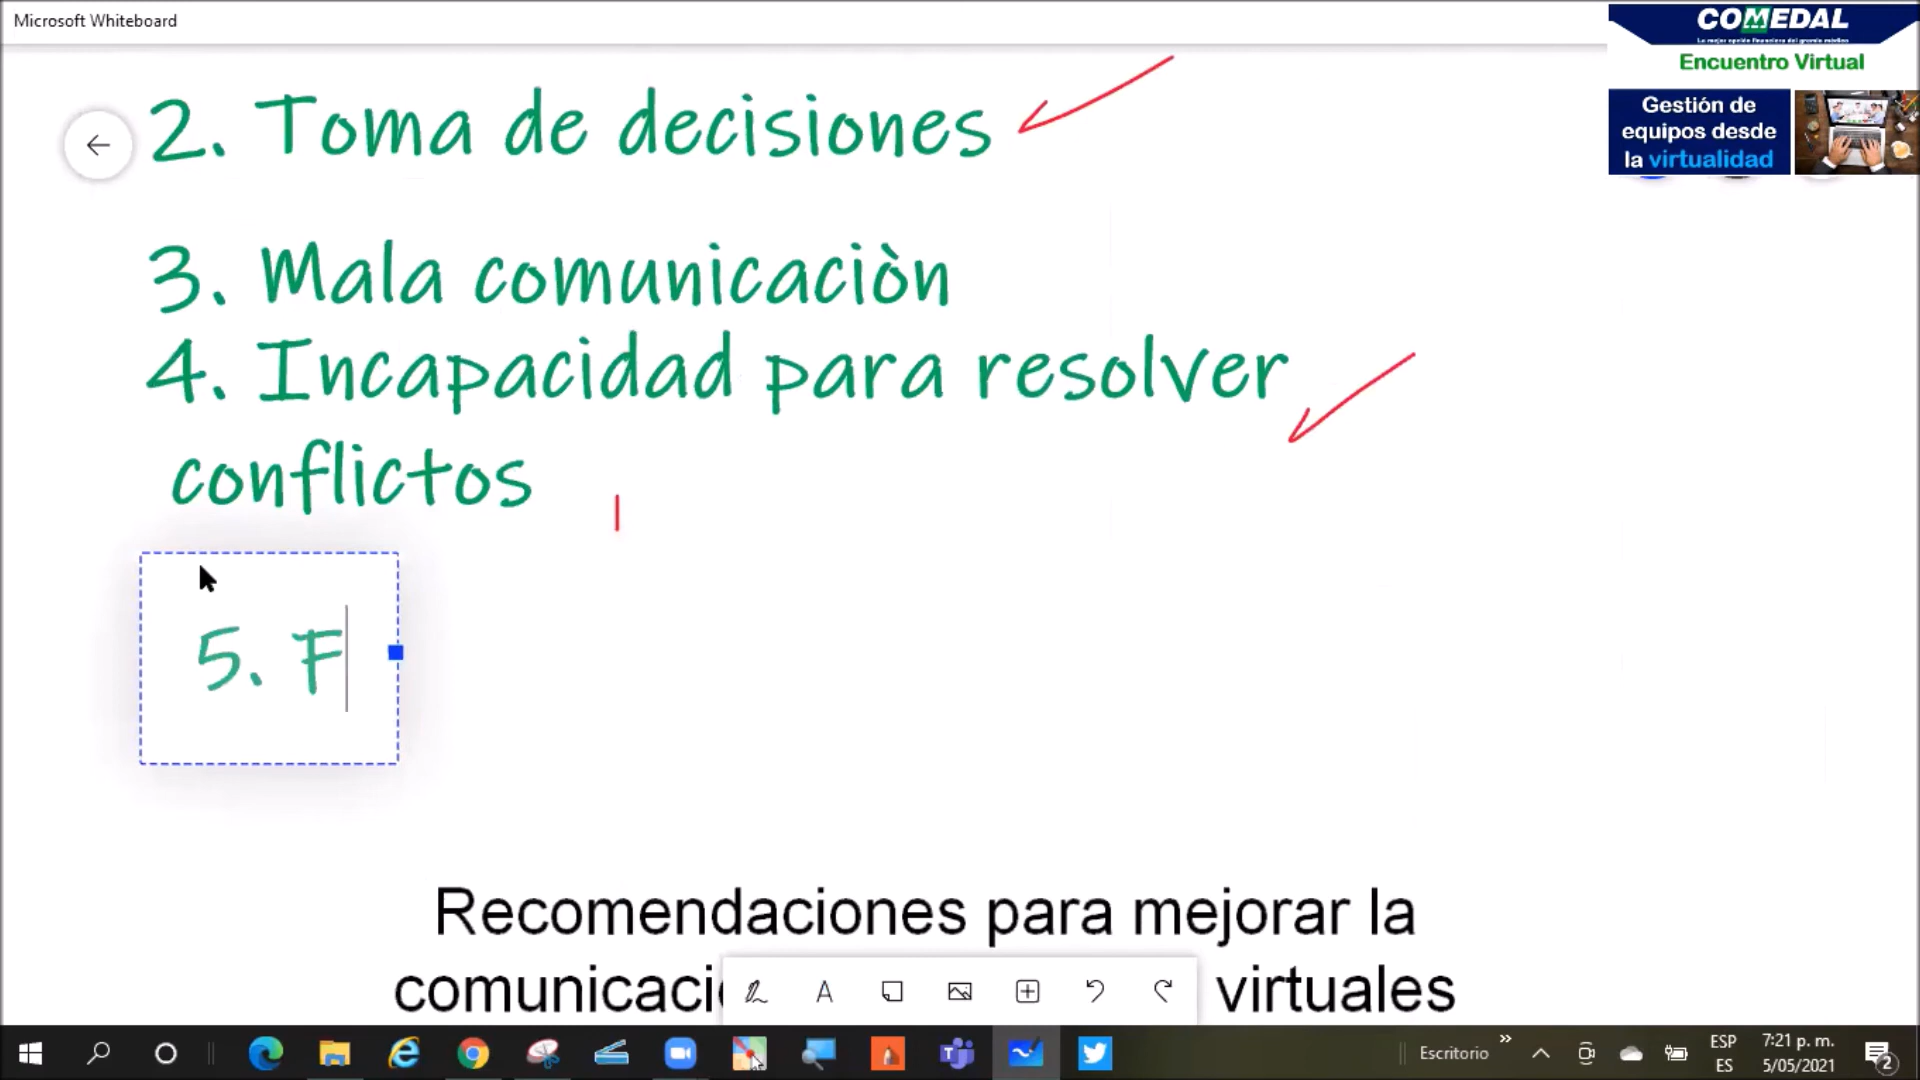 Microsoft Whiteboard
COMEDAL
Encuentro Virtual
Gestión de
equipos desde
la virtualidad
2. Toma de decisiones
3. Mala comunicaciòn
4. Incapacidad para resolver
conflictos
5. F
Recomendaciones para mejorar la
virtuales
A
Escritorio
ESP
ES
7:21 p. m.
5/05/2021
2